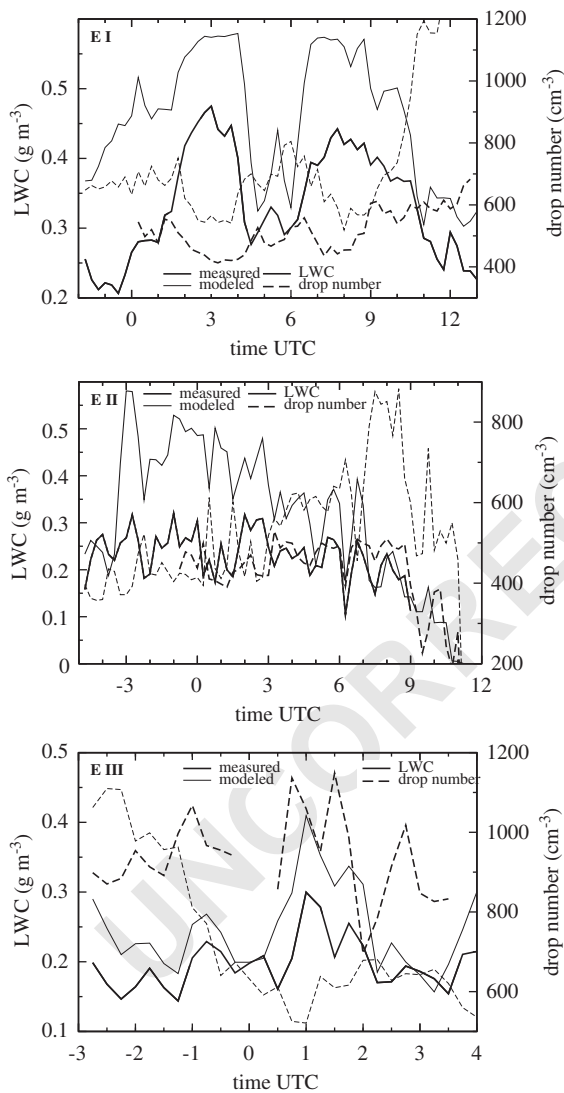 E I
1200
1000
800
600
400
0.5
0.4
0.3
0.2
LWC (g m-3)
drop number (cm-3)
measured
modeled
LWC
drop number
0 3 6 9 12
time UTC
E II
measured
modeled
LWC
drop number
0.5
0.4
0.3
0.2
0.1
0
LWC (g m-3)
800
600
400
200
drop number (cm-3)
-3 0 3 6 9 12
time UTC
E III
measured
modeled
LWC
drop number
0.5
0.4
0.3
0.2
0.1
LWC (g m-3)
1200
1000
800
600
drop number (cm-3)
-3 -2 -1 0 1 2 3 4
time UTC
UNCORREC